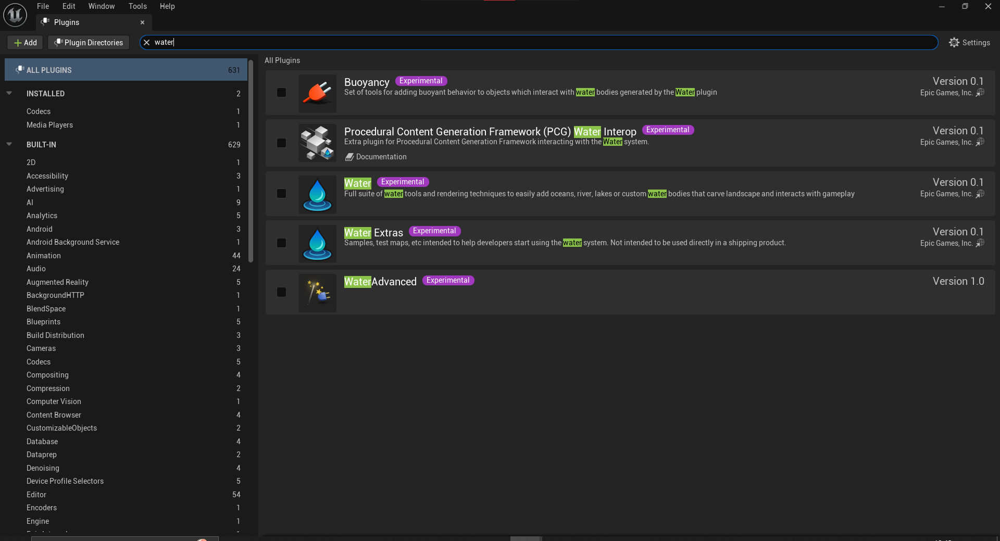 File Edit Window Tools Help
Plugins
Add Plugin Directories water Settings
ALL PLUGINS 631
INSTALLED 2
Codecs 1
Media Players 1
BUILT-IN 629
2D 1
Accessibility 3
Advertising 1
AI 9
Analytics 5
Android 3
Android Background Service 1
Animation 44
Audio 24
Augmented Reality 5
BackgroundHTTP 1
BlendSpace 1
Blueprints 5
Build Distribution 3
Cameras 3
Codecs 5
Compositing 4
Compression 2
Computer Vision 1
Content Browser 4
CustomizableObjects 2
Database 4
Dataprep 2
Denoising 4
Device Profile Selectors 5
Editor 54
Encoders 1
Engine 1
All Plugins
Buoyancy Experimental Version 0.1
Set of tools for adding buoyant behavior to objects which interact with water bodies generated by the Water plugin Epic Games, Inc.
Procedural Content Generation Framework (PCG) Water Interop Experimental Version 0.1
Extra plugin for Procedural Content Generation Framework interacting with the Water system. Epic Games, Inc.
Documentation
Water Experimental Version 0.1
Full suite of water tools and rendering techniques to easily add oceans, river, lakes or custom water bodies that carve landscape and interacts with gameplay Epic Games, Inc.
Water Extras Experimental Version 0.1
Samples, test maps, etc intended to help developers start using the water system. Not intended to be used directly in a shipping product. Epic Games, Inc.
WaterAdvanced Experimental Version 1.0